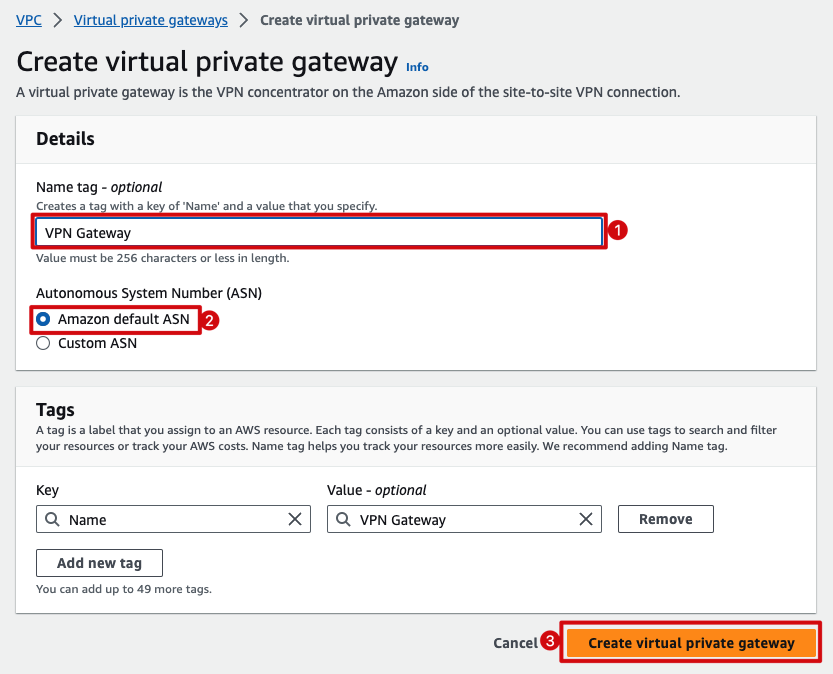 VPC > Virtual private gateways > Create virtual private gateway
Create virtual private gateway Info
A virtual private gateway is the VPN concentrator on the Amazon side of the site-to-site VPN connection.
Details
Name tag - optional
Creates a tag with a key of 'Name' and a value that you specify.
VPN Gateway 1
Value must be 256 characters or less in length.
Autonomous System Number (ASN)
Amazon default ASN 2
Custom ASN
Tags
A tag is a label that you assign to an AWS resource. Each tag consists of a key and an optional value. You can use tags to search and filter
your resources or track your AWS costs. Name tag helps you track your resources more easily. We recommend adding Name tag.
Key Value - optional
Name VPN Gateway Remove
Add new tag
You can add up to 49 more tags.
Cancel 3 Create virtual private gateway